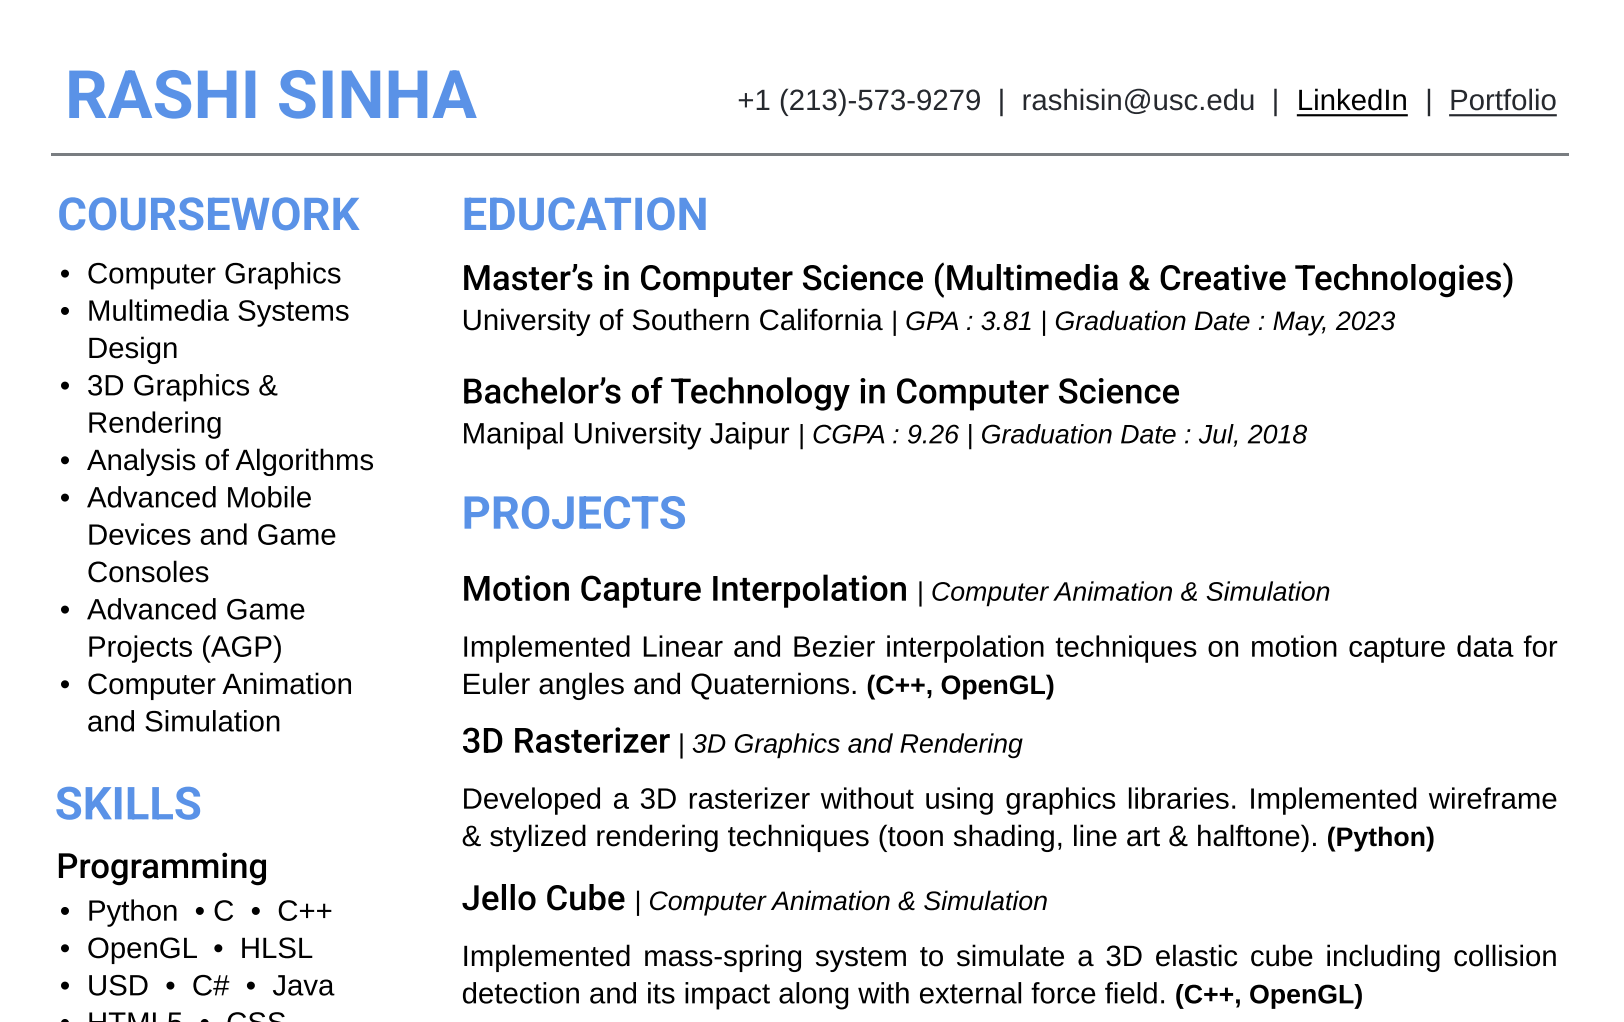 RASHI SINHA
+1 (213)-573-9279 | rashisin@usc.edu | LinkedIn | Portfolio
COURSEWORK
• Computer Graphics
• Multimedia Systems
Design
• 3D Graphics &
Rendering
• Analysis of Algorithms
• Advanced Mobile
Devices and Game
Consoles
• Advanced Game
Projects (AGP)
• Computer Animation
and Simulation
SKILLS
Programming
• Python • C • C++
• OpenGL • HLSL
• USD • C# • Java
• HTML5 • CSS
EDUCATION
Master’s in Computer Science (Multimedia & Creative Technologies)
University of Southern California | GPA : 3.81 | Graduation Date : May, 2023
Bachelor’s of Technology in Computer Science
Manipal University Jaipur | CGPA : 9.26 | Graduation Date : Jul, 2018
PROJECTS
Motion Capture Interpolation | Computer Animation & Simulation
Implemented Linear and Bezier interpolation techniques on motion capture data for
Euler angles and Quaternions. (C++, OpenGL)
3D Rasterizer | 3D Graphics and Rendering
Developed a 3D rasterizer without using graphics libraries. Implemented wireframe
& stylized rendering techniques (toon shading, line art & halftone). (Python)
Jello Cube | Computer Animation & Simulation
Implemented mass-spring system to simulate a 3D elastic cube including collision
detection and its impact along with external force field. (C++, OpenGL)